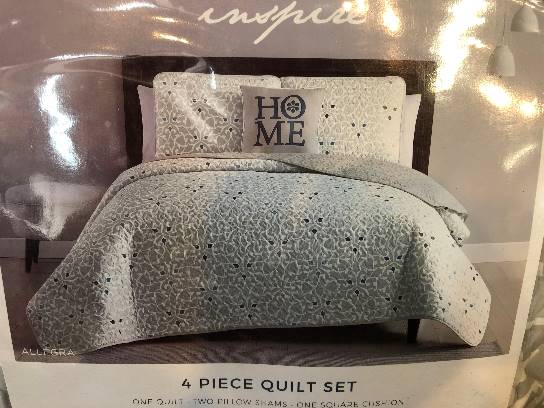 inspire
HO
ME
ALLEGRA
4 PIECE QUILT SET
ONE QUILT - TWO PILLOW SHAMS - ONE SQUARE CUSHION